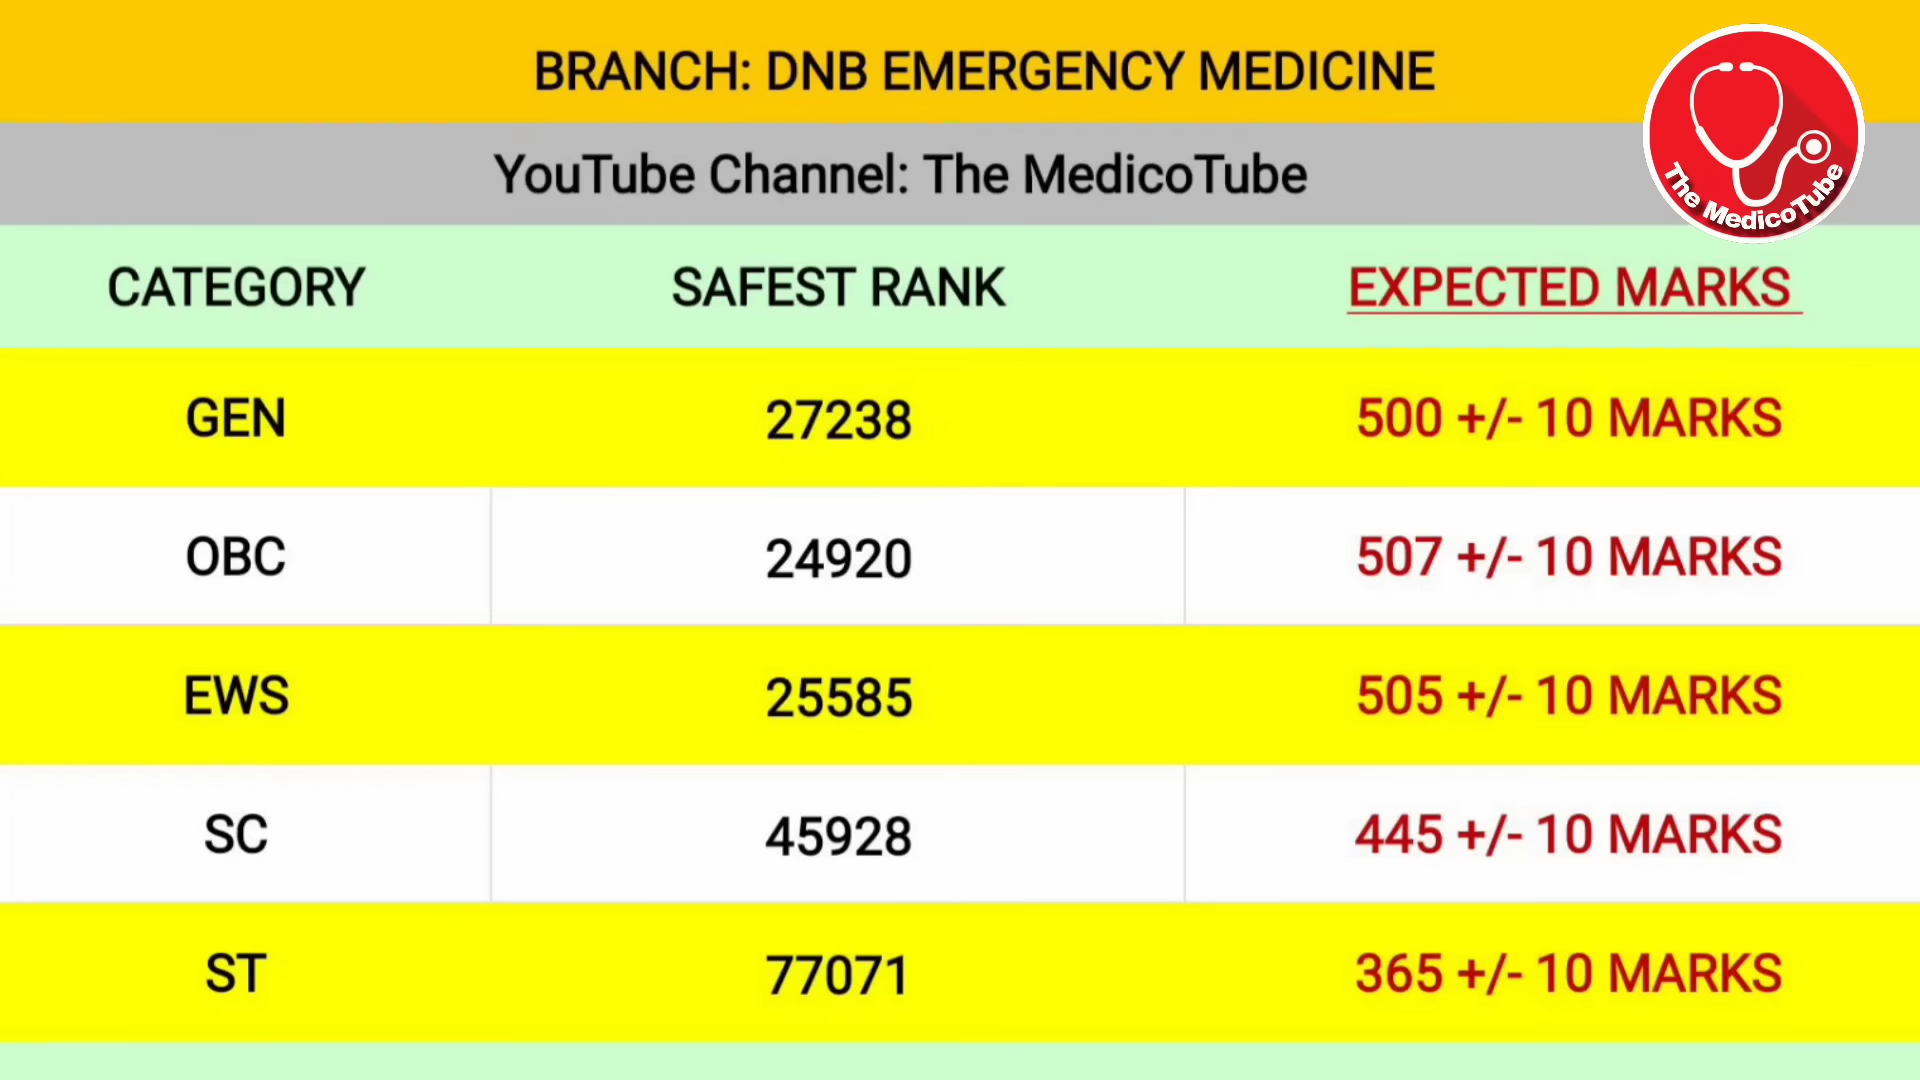 BRANCH: DNB EMERGENCY MEDICINE
YouTube Channel: The MedicoTube
The MedicoTube
CATEGORY SAFEST RANK EXPECTED MARKS
GEN 27238 500 +/- 10 MARKS
OBC 24920 507 +/- 10 MARKS
EWS 25585 505 +/- 10 MARKS
SC 45928 445 +/- 10 MARKS
ST 77071 365 +/- 10 MARKS